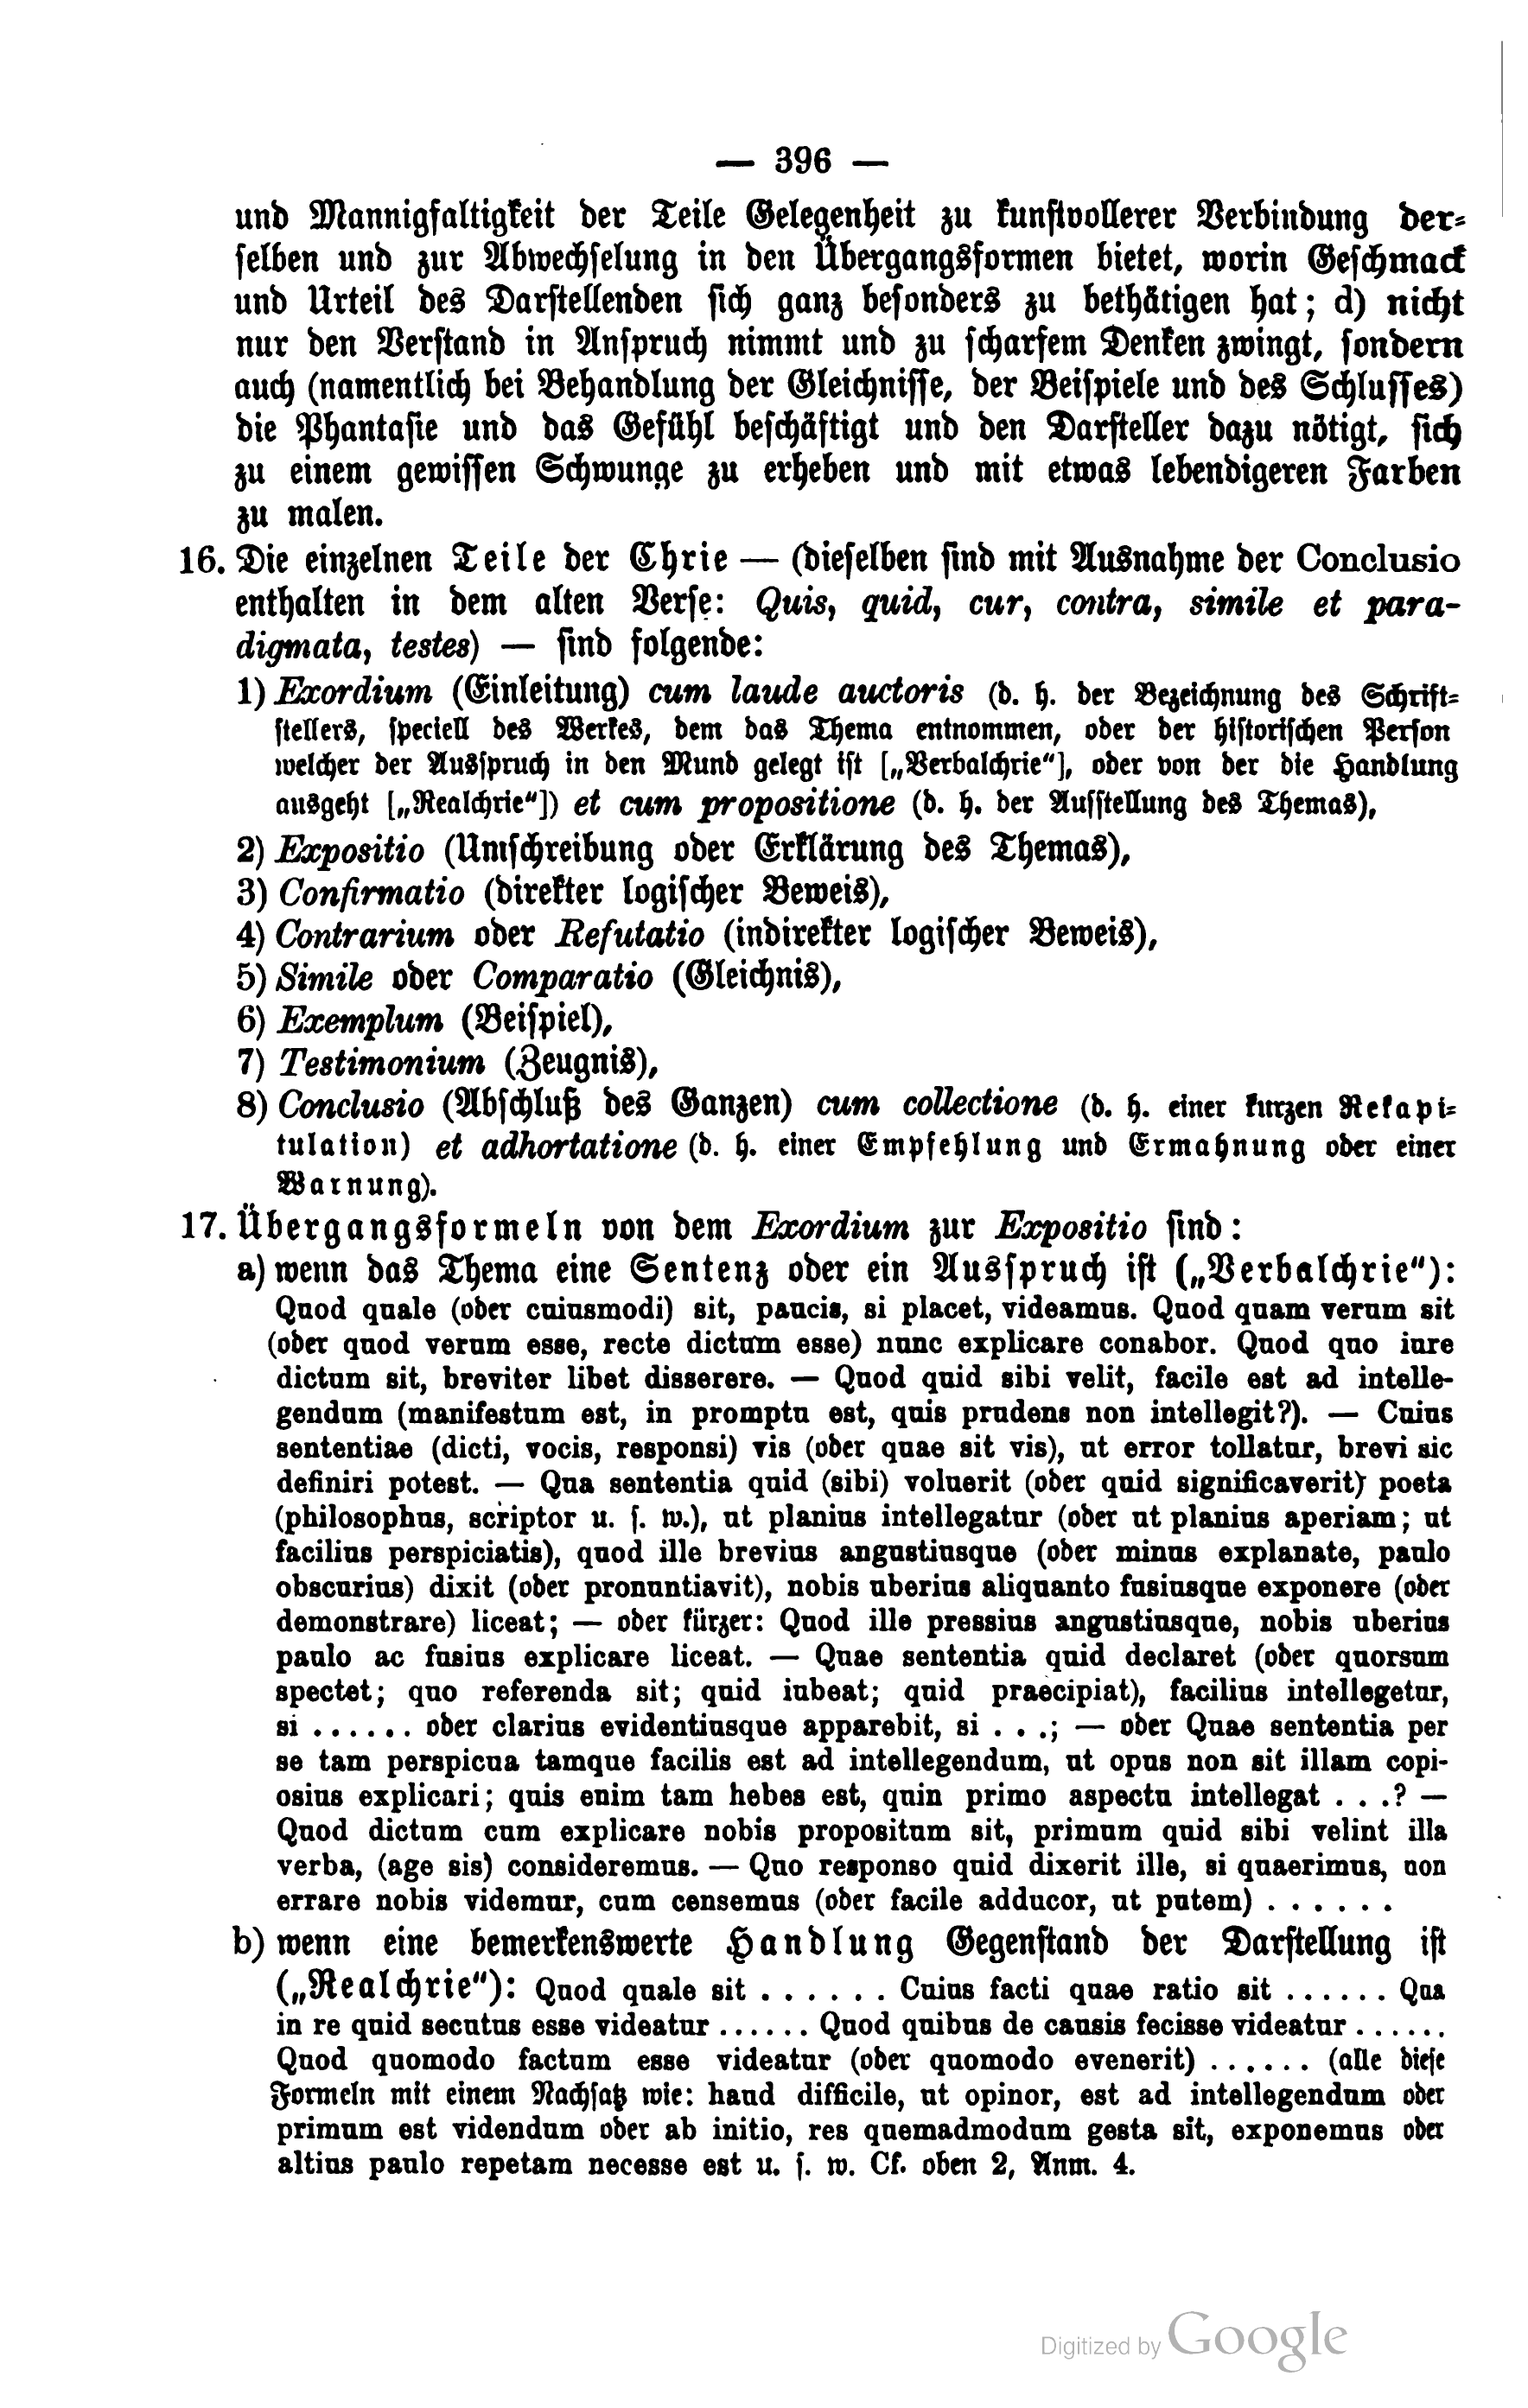 — 396 —
und Mannigfaltigkeit der Teile Gelegenheit zu kunstvollerer Verbindung der=
selben und zur Abwechselung in den Übergangsformen bietet, worin Geschmack
und Urteil des Darstellenden sich ganz besonders zu bethätigen hat; d) nicht
nur den Verstand in Anspruch nimmt und zu scharfem Denken zwingt, sondern
auch (namentlich bei Behandlung der Gleichnisse, der Beispiele und des Schlusses)
die Phantasie und das Gefühl beschäftigt und den Darsteller dazu nötigt, sich
zu einem gewissen Schwunge zu erheben und mit etwas lebendigeren Farben
zu malen.
16. Die einzelnen Teile der Chrie — (dieselben sind mit Ausnahme der Conclusio
enthalten in dem alten Verse: Quis, quid, cur, contra, simile et para-
digmata, testes) — sind folgende:
1) Exordium (Einleitung) cum laude auctoris (d. h. der Bezeichnung des Schrift=
stellers, speciell des Werkes, dem das Thema entnommen, oder der historischen Person
welcher der Ausspruch in den Mund gelegt ist [„Verbalchrie“], oder von der die Handlung
ausgeht [„Realchrie“]) et cum propositione (d. h. der Aufstellung des Themas),
2) Expositio (Umschreibung oder Erklärung des Themas),
3) Confirmatio (direkter logischer Beweis),
4) Contrarium oder Refutatio (indirekter logischer Beweis),
5) Simile oder Comparatio (Gleichnis),
6) Exemplum (Beispiel),
7) Testimonium (Zeugnis),
8) Conclusio (Abschluß des Ganzen) cum collectione (d. h. einer kurzen Rekapi=
tulation) et adhortatione (d. h. einer Empfehlung und Ermahnung oder einer
Warnung).
17. Übergangsformeln von dem Exordium zur Expositio sind:
a) wenn das Thema eine Sentenz oder ein Ausspruch ist („Verbalchrie“):
Quod quale (oder cuiusmodi) sit, paucis, si placet, videamus. Quod quam verum sit
(oder quod verum esse, recte dictum esse) nunc explicare conabor. Quod quo iure
dictum sit, breviter libet disserere. — Quod quid sibi velit, facile est ad intelle-
gendum (manifestum est, in promptu est, quis prudens non intellegit?). — Cuius
sententiae (dicti, vocis, responsi) vis (oder quae sit vis), ut error tollatur, brevi sic
definiri potest. — Qua sententia quid (sibi) voluerit (oder quid significaverit) poeta
(philosophus, scriptor u. s. w.), ut planius intellegatur (oder ut planius aperiam; ut
facilius perspiciatis), quod ille brevius angustiusque (oder minus explanate, paulo
obscurius) dixit (oder pronuntiavit), nobis uberius aliquanto fusiusque exponere (oder
demonstrare) liceat; — oder kürzer: Quod ille pressius angustiusque, nobis uberius
paulo ac fusius explicare liceat. — Quae sententia quid declaret (oder quorsum
spectet; quo referenda sit; quid iubeat; quid praecipiat), facilius intellegetur,
si . . . . . . oder clarius evidentiusque apparebit, si . . .; — oder Quae sententia per
se tam perspicua tamque facilis est ad intellegendum, ut opus non sit illam copi-
osius explicari; quis enim tam hebes est, quin primo aspectu intellegat . . .? —
Quod dictum cum explicare nobis propositum sit, primum quid sibi velint illa
verba, (age sis) consideremus. — Quo responso quid dixerit ille, si quaerimus, non
errare nobis videmur, cum censemus (oder facile adducor, ut putem) . . . . . .
b) wenn eine bemerkenswerte Handlung Gegenstand der Darstellung ist
(„Realchrie“): Quod quale sit . . . . . . Cuius facti quae ratio sit . . . . . . Qua
in re quid secutus esse videatur . . . . . . Quod quibus de causis fecisse videatur . . . . . .
Quod quomodo factum esse videatur (oder quomodo evenerit) . . . . . . (alle diese
Formeln mit einem Nachsatz wie: haud difficile, ut opinor, est ad intellegendum oder
primum est videndum oder ab initio, res quemadmodum gesta sit, exponemus oder
altius paulo repetam necesse est u. s. w. Cf. oben 2, Anm. 4.
Digitized by Google